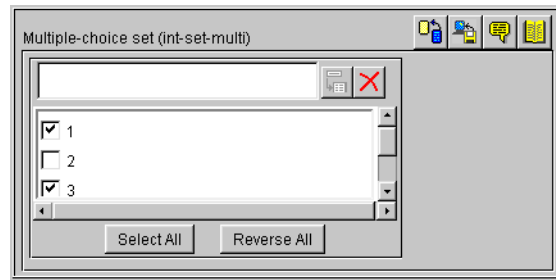 Multiple-choice set (int-set-multi)
1
2
3
Select All
Reverse All